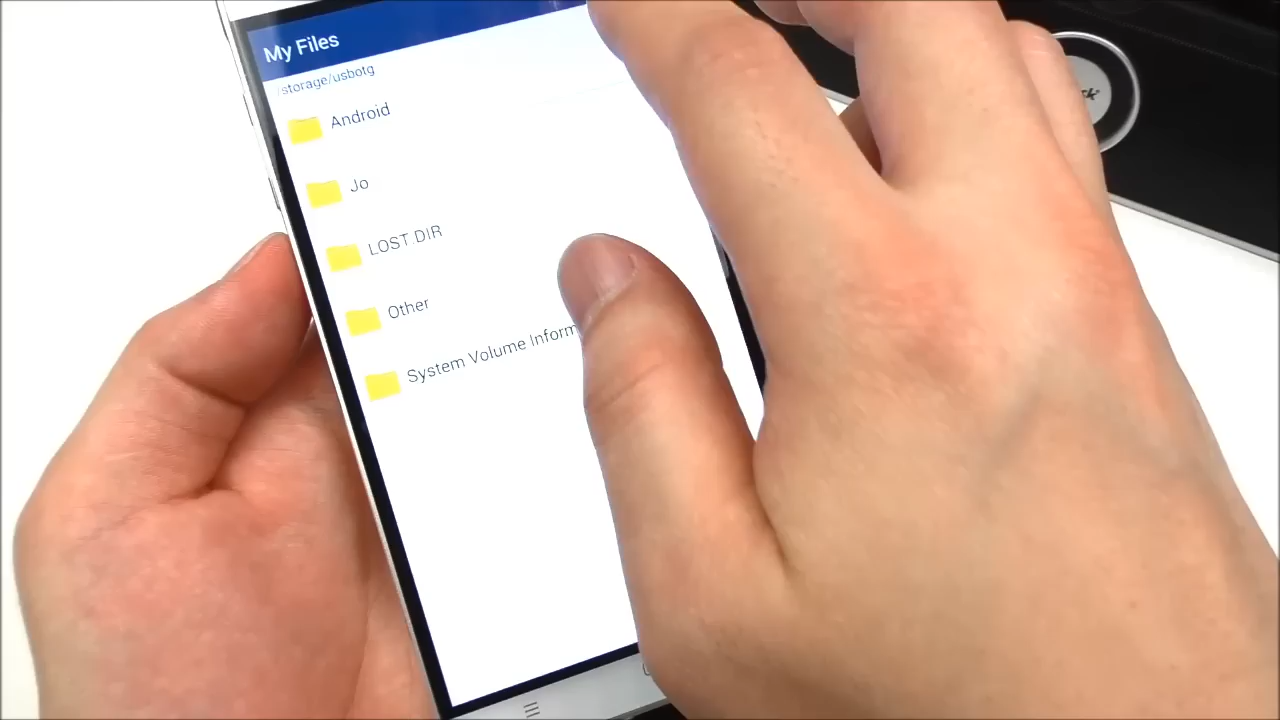 My Files
/storage/usbotg
Android
Jo
LOST.DIR
Other
System Volume Inform